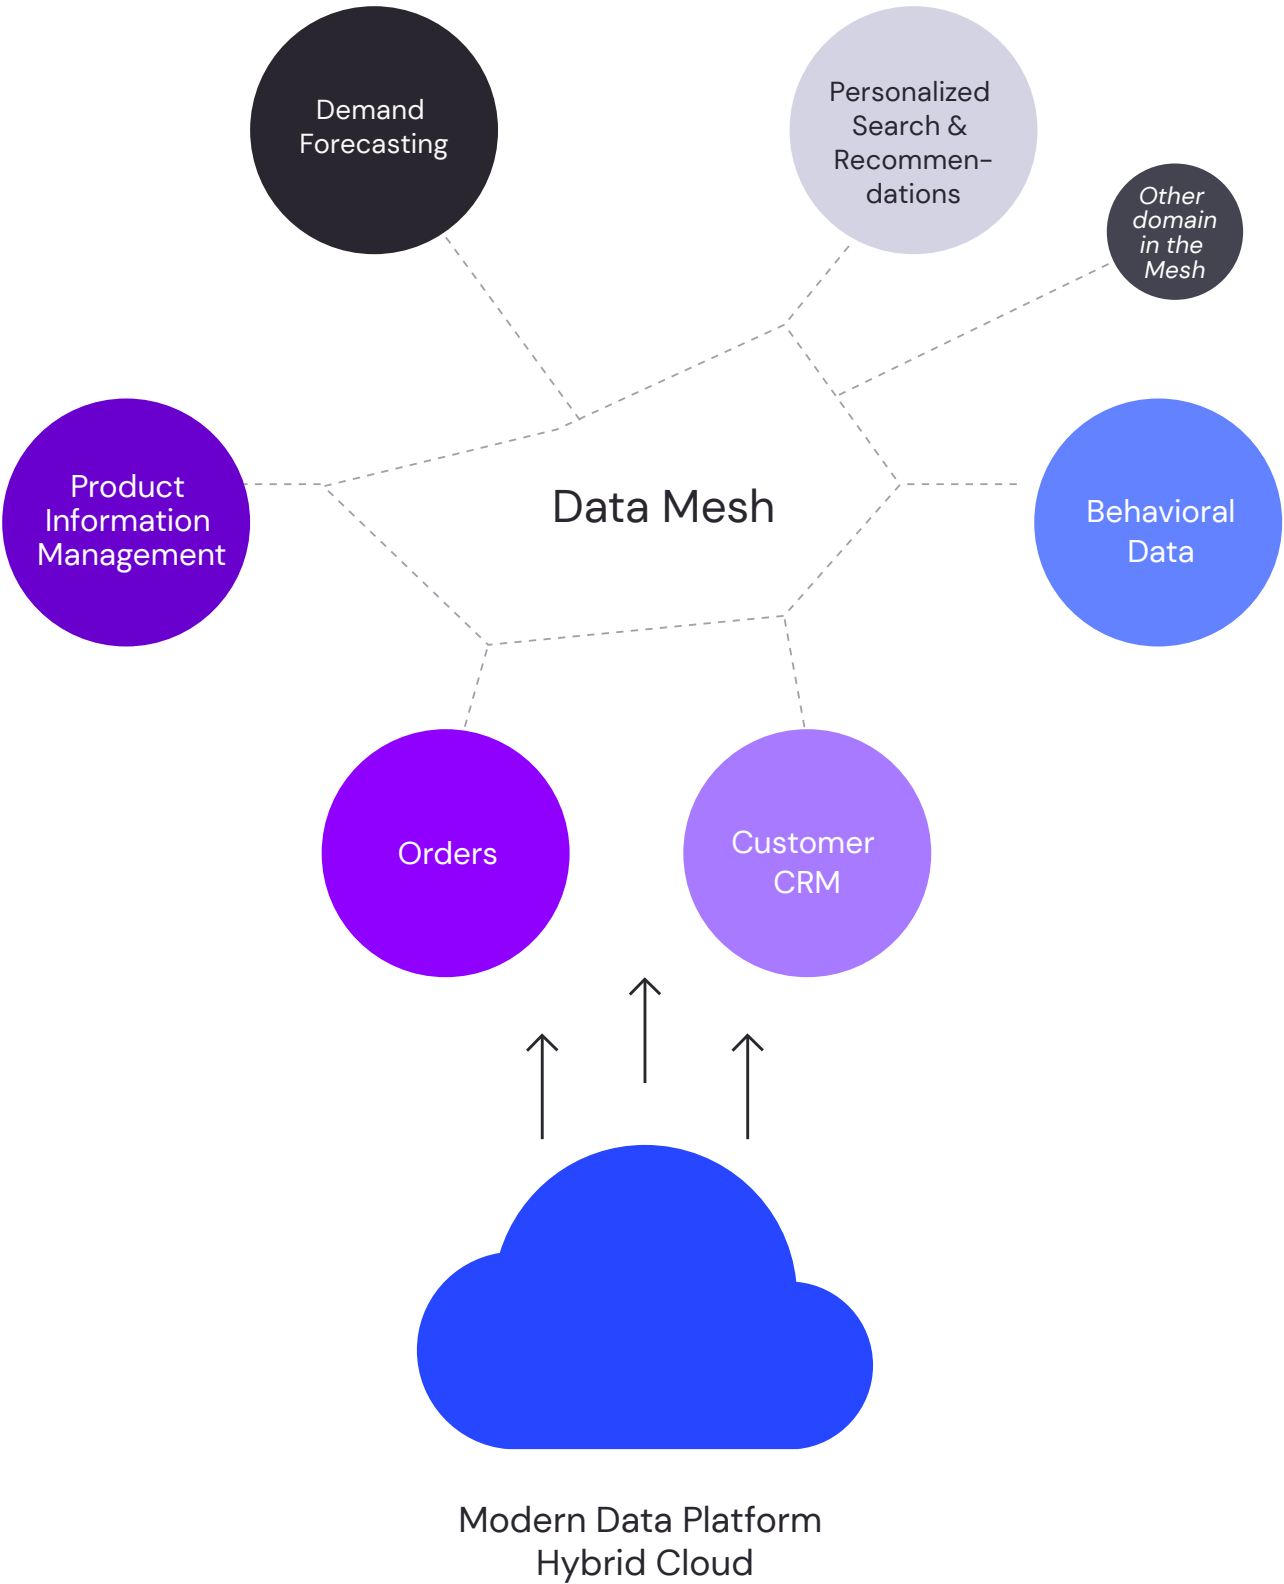 Demand
Forecasting
Personalized
Search &
Recommen-
dations
Other
domain
in the
Mesh
Product
Information
Management
Data Mesh
Behavioral
Data
Orders
Customer
CRM
Modern Data Platform
Hybrid Cloud